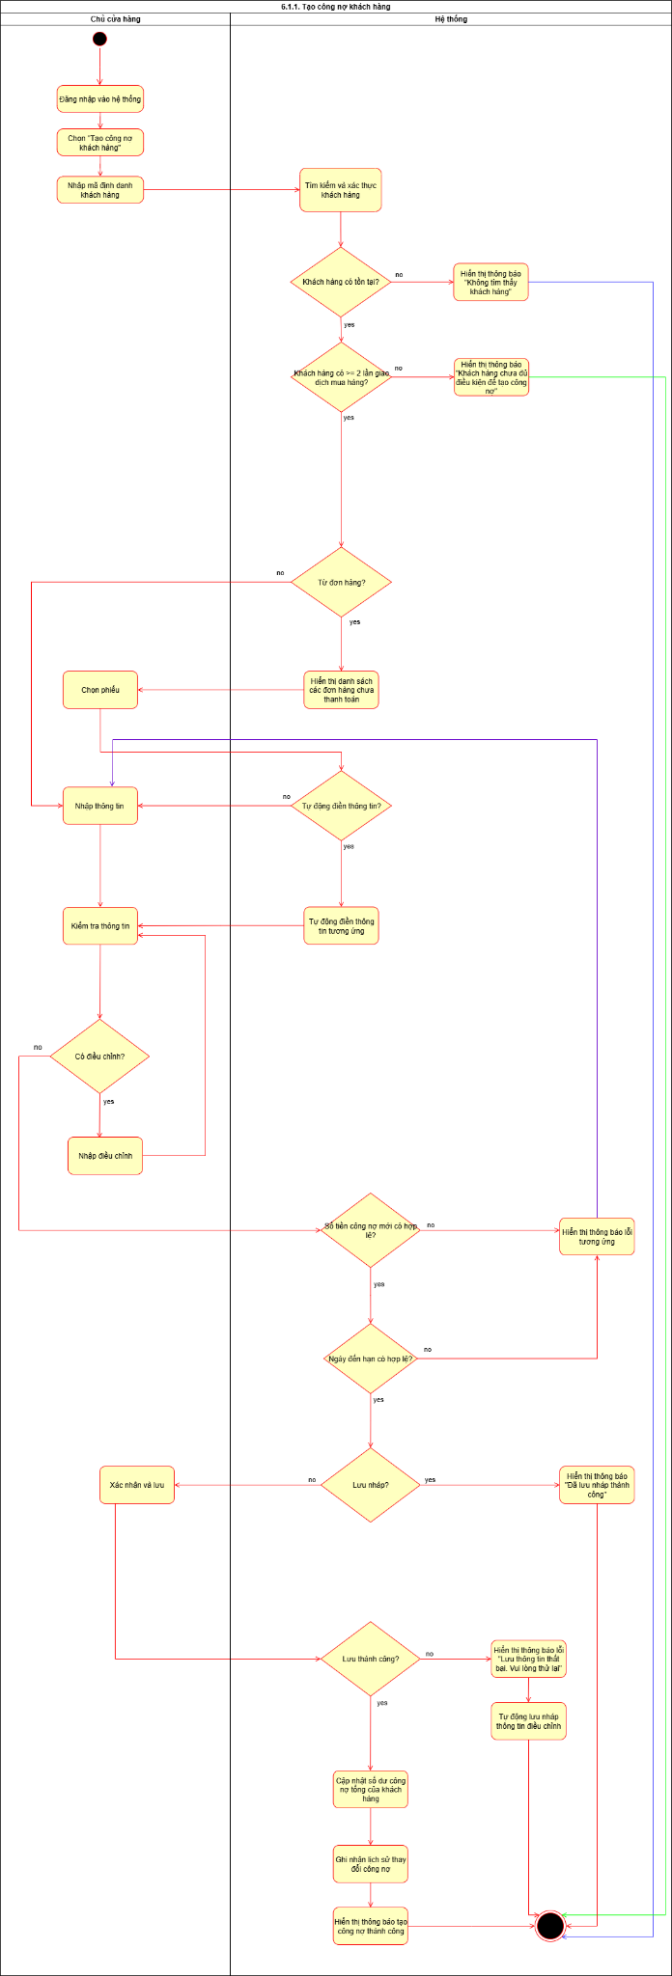 6.1.1. Tạo công nợ khách hàng
Chủ cửa hàng
Hệ thống
Đăng nhập vào hệ thống
Chọn "Tạo công nợ
khách hàng"
Nhập mã định danh
khách hàng
Tìm kiếm và xác thực
khách hàng
Khách hàng có tồn tại?
no
Hiển thị thông báo
"Không tìm thấy
khách hàng"
yes
Khách hàng có >= 2 lần giao
dịch mua hàng?
no
Hiển thị thông báo
"Khách hàng chưa đủ
điều kiện để tạo công
nợ"
yes
Từ đơn hàng?
no
yes
Hiển thị danh sách
các đơn hàng chưa
thanh toán
Chọn phiếu
Nhập thông tin
no
Tự động điền thông tin?
yes
Kiểm tra thông tin
Tự động điền thông
tin tương ứng
no
Có điều chỉnh?
yes
Nhập điều chỉnh
Số tiền công nợ mới có hợp
lệ?
no
Hiển thị thông báo lỗi
tương ứng
yes
Ngày đến hạn có hợp lệ?
no
yes
Xác nhận và lưu
no
Lưu nháp?
yes
Hiển thị thông báo
"Đã lưu nháp thành
công"
Lưu thành công?
no
Hiển thị thông báo lỗi
"Lưu thông tin thất
bại. Vui lòng thử lại"
yes
Tự động lưu nháp
thông tin điều chỉnh
Cập nhật số dư công
nợ tổng của khách
hàng
Ghi nhận lịch sử thay
đổi công nợ
Hiển thị thông báo tạo
công nợ thành công